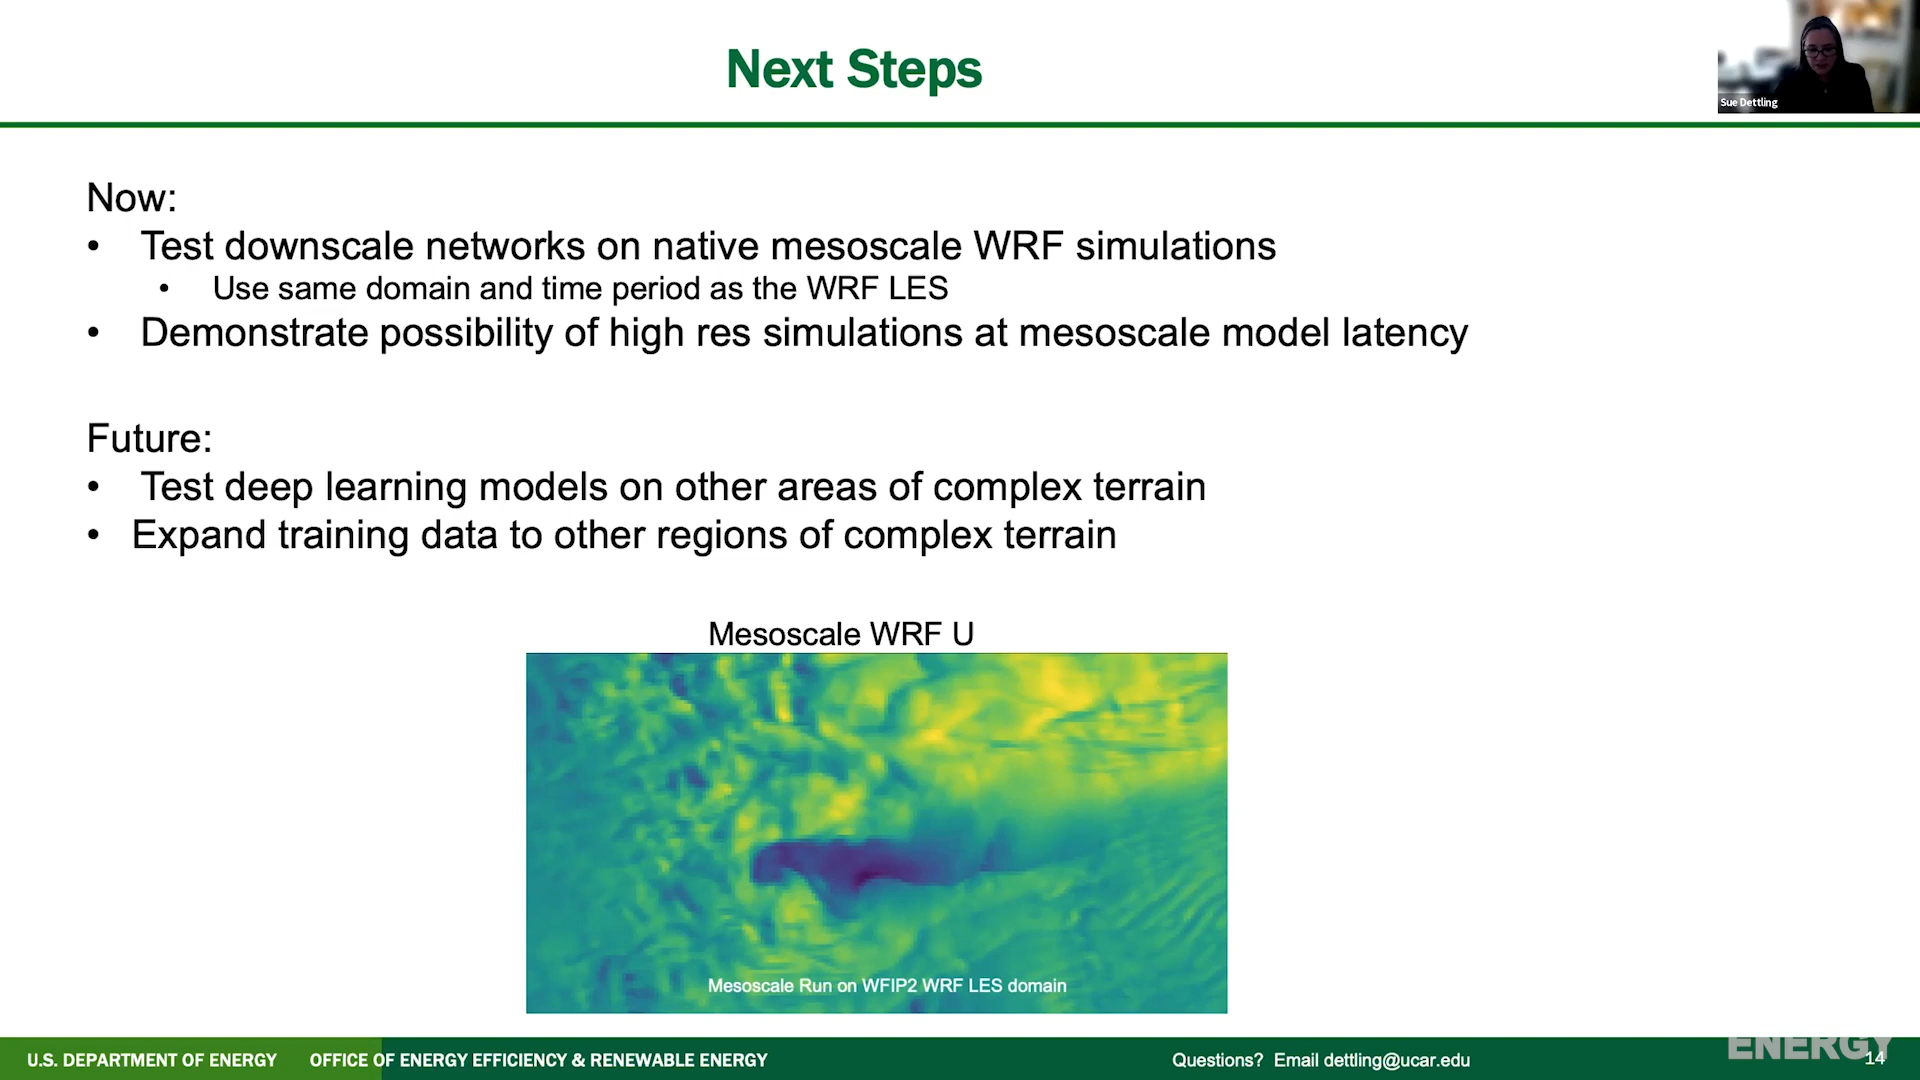 Next Steps
Sue Dettling
Now:
• Test downscale networks on native mesoscale WRF simulations
• Use same domain and time period as the WRF LES
• Demonstrate possibility of high res simulations at mesoscale model latency
Future:
• Test deep learning models on other areas of complex terrain
• Expand training data to other regions of complex terrain
Mesoscale WRF U
Mesoscale Run on WFIP2 WRF LES domain
U.S. DEPARTMENT OF ENERGY OFFICE OF ENERGY EFFICIENCY & RENEWABLE ENERGY Questions? Email dettling@ucar.edu ENERGY 14